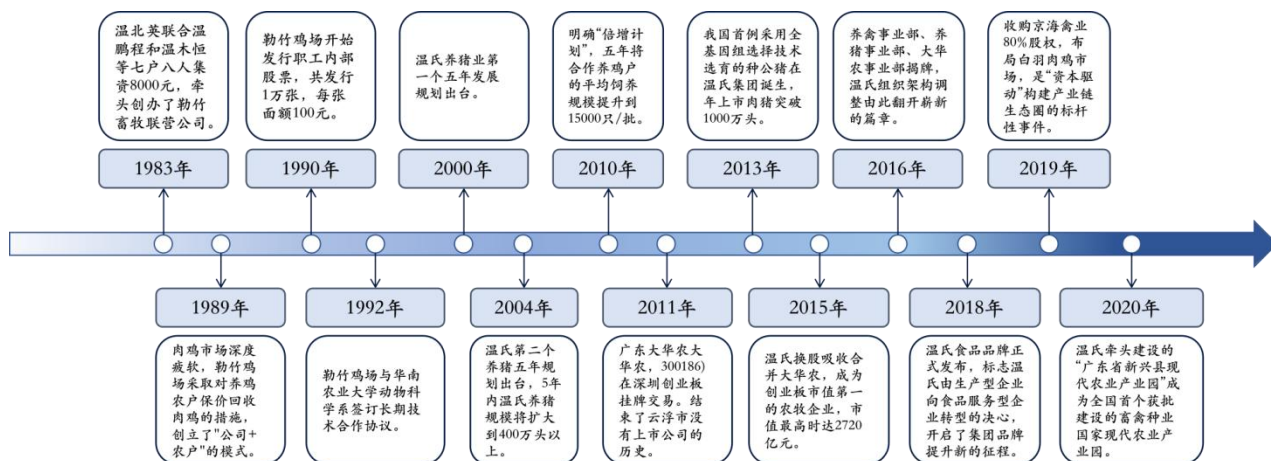 温北英联合温
鹏程和温木恒
等七户八人集
资8000元，牵
头创办了勒竹
畜牧联营公司。
1983年
勒竹鸡场开始
发行职工内部
股票，共发行
1万张，每张
面额100元。
1990年
温氏养猪业第
一个五年发展
规划出台。
2000年
明确“倍增计
划”，五年将
合作养鸡户
的平均饲养
规模提升到
15000只/批。
2010年
我国首例采用全
基因组选择技术
选育的种公猪在
温氏集团诞生，
年上市肉猪突破
1000万头。
2013年
养禽事业部、养
猪事业部、大华
农事业部揭牌，
温氏组织架构调
整由此翻开崭新
的篇章。
2016年
收购京海禽业
80%股权，布
局白羽肉鸡市
场，是“资本驱
动”构建产业链
生态圈的标杆
性事件。
2019年
1989年
肉鸡市场深度
疲软，勒竹鸡
场采取对养鸡
农户保价回收
肉鸡的措施，
创立了"公司+
农户"的模式。
1992年
勒竹鸡场与华南
农业大学动物科
学系签订长期技
术合作协议。
2004年
温氏第二个
养猪五年规
划出台，5年
内温氏养猪
规模将扩大
到400万头以
上。
2011年
广东大华农大
华农，300186)
在深圳创业板
挂牌交易。结
束了云浮市没
有上市公司的
历史。
2015年
温氏换股吸收合
并大华农，成为
创业板市值第一
的农牧企业，市
值最高时达2720
亿元。
2018年
温氏食品品牌正
式发布，标志温
氏由生产型企业
向食品服务型企
业转型的决心，
开启了集团品牌
提升新的征程。
2020年
温氏牵头建设的
“广东省新兴县现
代农业产业园”成
为全国首个获批
建设的畜禽种业
国家现代农业产
业园。